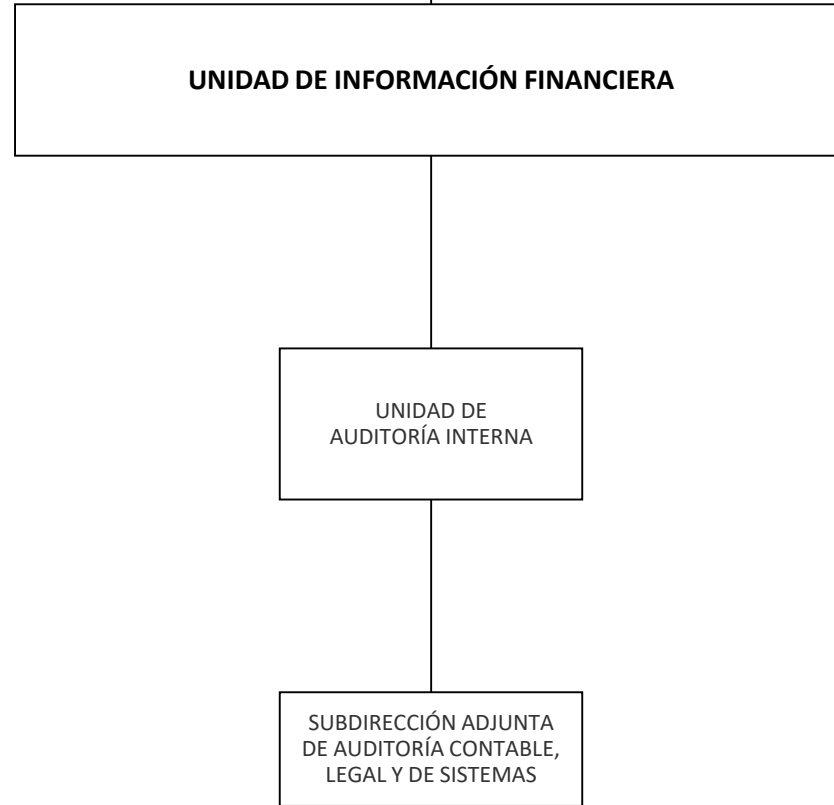 UNIDAD DE INFORMACIÓN FINANCIERA
UNIDAD DE
AUDITORÍA INTERNA
SUBDIRECCIÓN ADJUNTA
DE AUDITORÍA CONTABLE,
LEGAL Y DE SISTEMAS